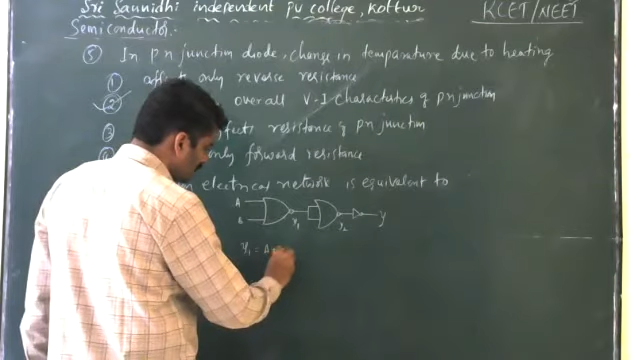 Sri Saunidhi independent PU college, Kottur
KCET/NEET
Semiconductor:-
⑤ In pn junction diode, change in temparature due to heating
① affects only reverse resistance
② overall V-I characteristics of pn junction
③ resistance of pn junction
only forward resistance
electrical network is equivalent to
A
B
y₁
y₂
y
y₁ = A